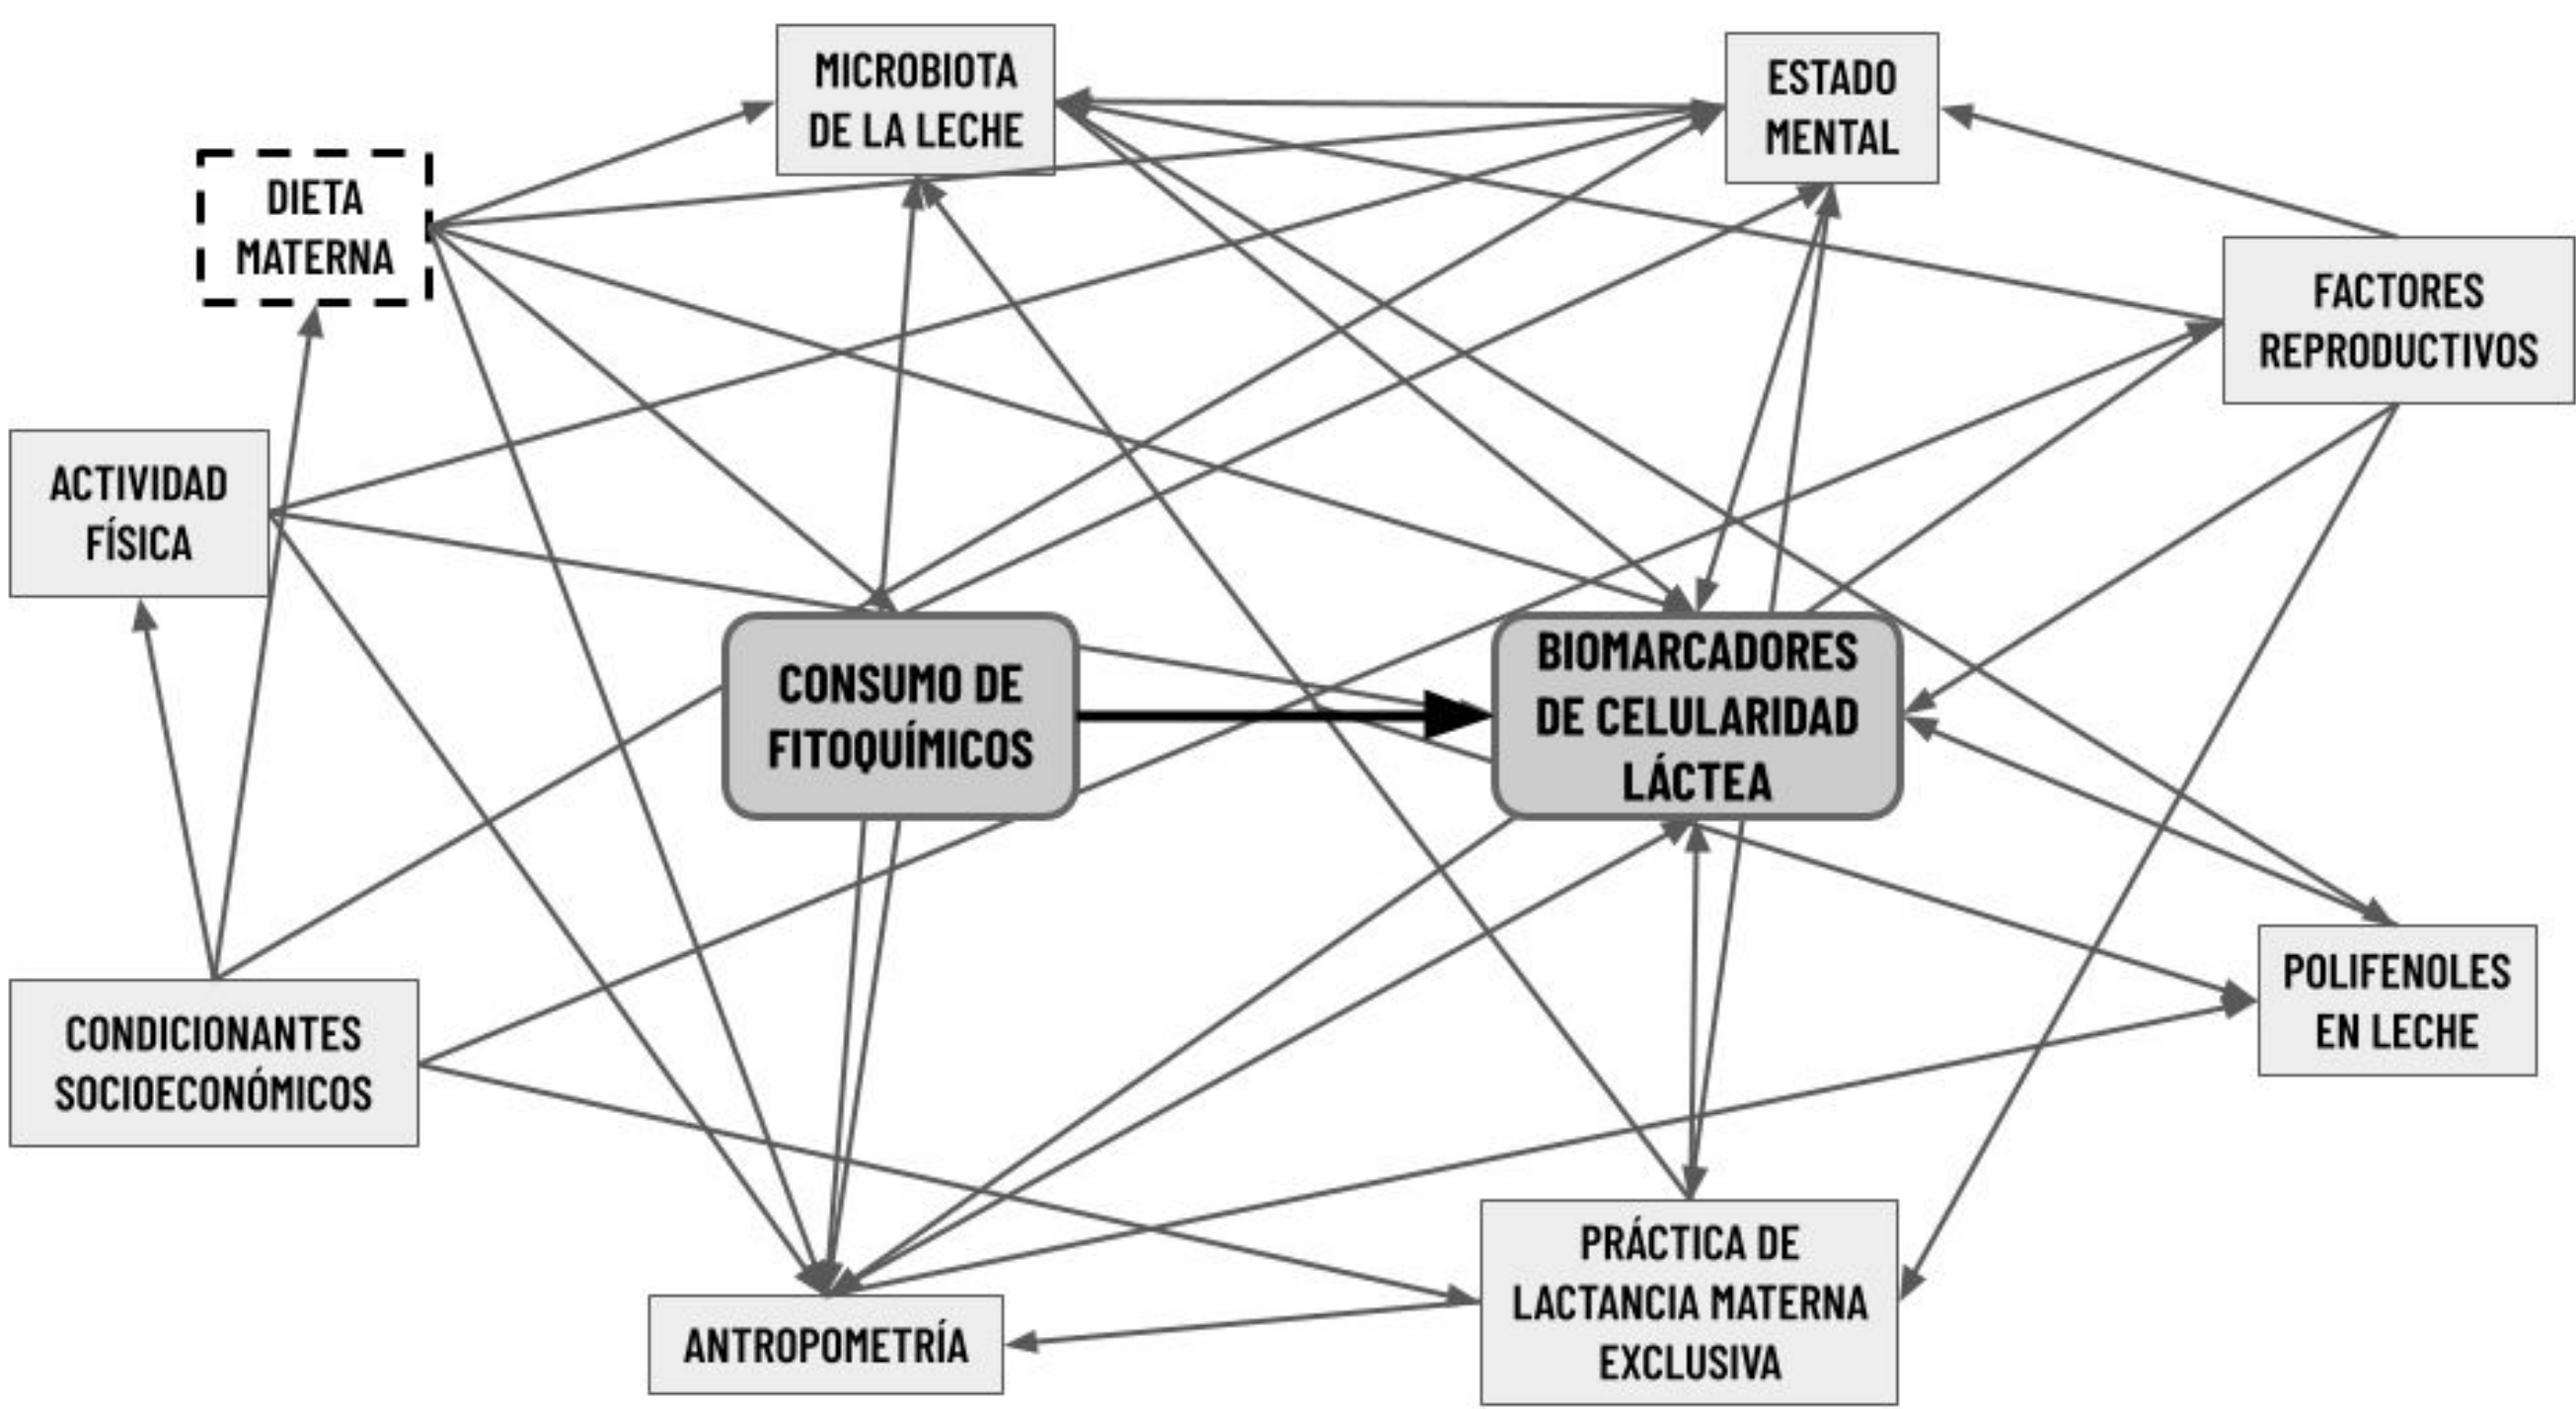 MICROBIOTA
DE LA LECHE
ESTADO
MENTAL
DIETA
MATERNA
FACTORES
REPRODUCTIVOS
ACTIVIDAD
FÍSICA
CONSUMO DE
FITOQUÍMICOS
BIOMARCADORES
DE CELULARIDAD
LÁCTEA
CONDICIONANTES
SOCIOECONÓMICOS
POLIFENOLES
EN LECHE
ANTROPOMETRÍA
PRÁCTICA DE
LACTANCIA MATERNA
EXCLUSIVA